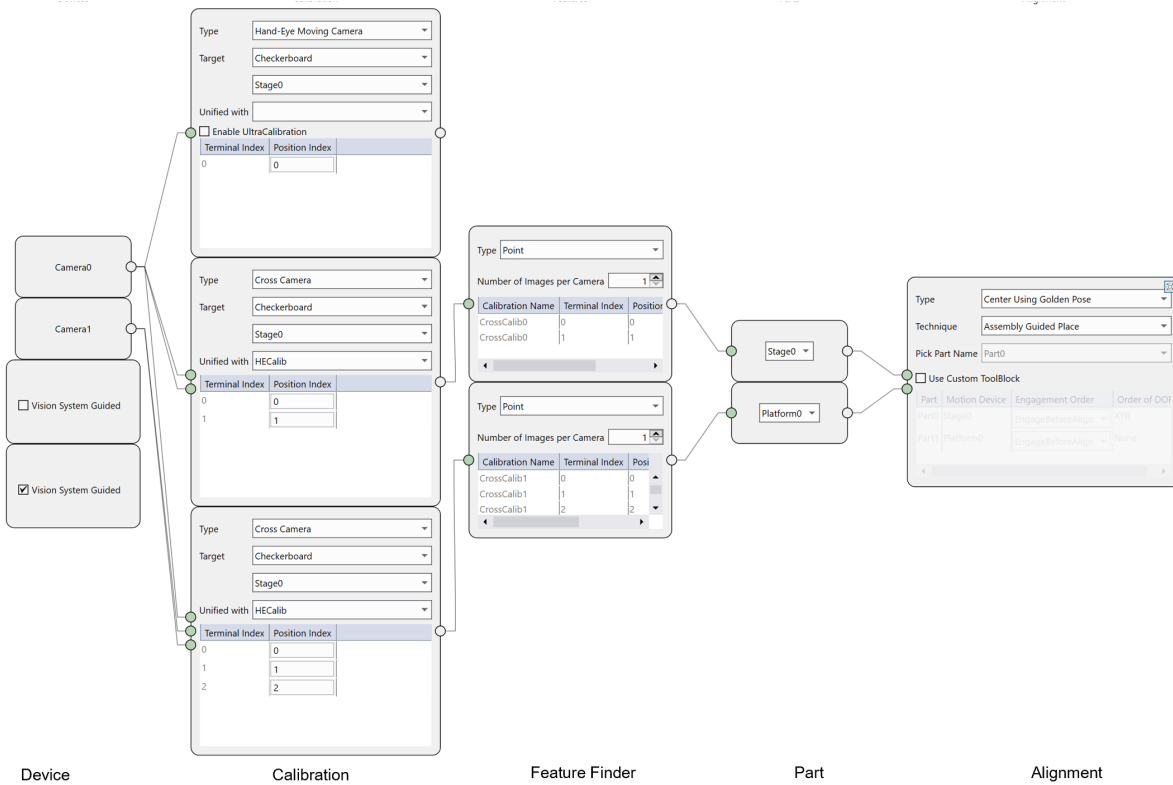 Type Hand-Eye Moving Camera
Target Checkerboard
Stage0
Unified with
Enable UltraCalibration
Terminal Index Position Index
0 0
Camera0
Camera1
Vision System Guided
Vision System Guided
Type Cross Camera
Target Checkerboard
Stage0
Unified with HECalib
Terminal Index Position Index
0 0
1 1
Type Cross Camera
Target Checkerboard
Stage0
Unified with HECalib
Terminal Index Position Index
0 0
1 1
2 2
Type Point
Number of Images per Camera 1
Calibration Name Terminal Index Position
CrossCalib0 0 0
CrossCalib0 1 1
Type Point
Number of Images per Camera 1
Calibration Name Terminal Index Posi
CrossCalib1 0 0
CrossCalib1 1 1
CrossCalib1 2 2
Stage0
Platform0
Type Center Using Golden Pose
Technique Assembly Guided Place
Pick Part Name Part0
Use Custom ToolBlock
Part Motion Device Engagement Order Order of DOF
Part0 Stage0 EngageBeforeAlign XYR
Part1 Platform0 EngageBeforeAlign None
Device Calibration Feature Finder Part Alignment